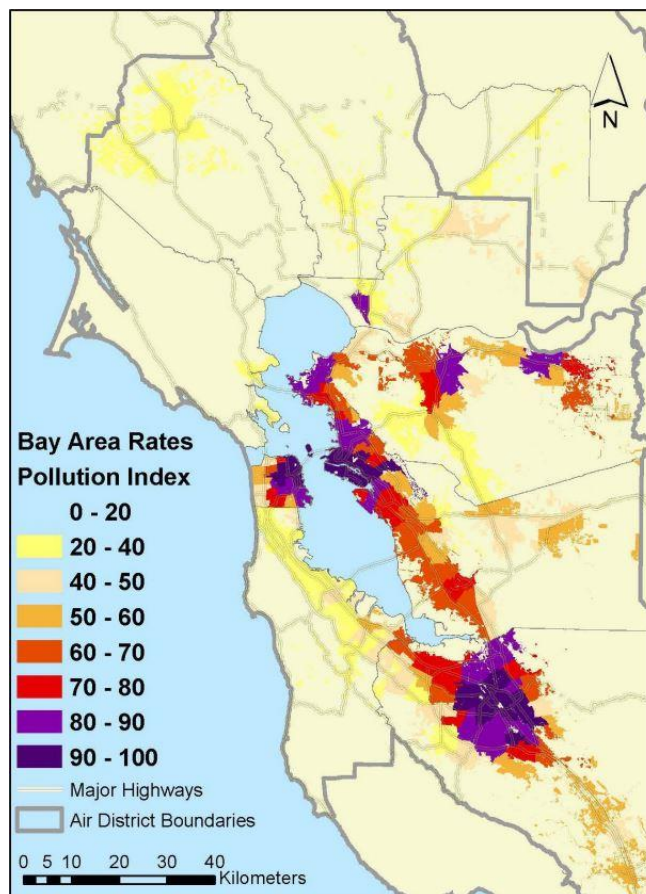 N
Bay Area Rates
Pollution Index
0 - 20
20 - 40
40 - 50
50 - 60
60 - 70
70 - 80
80 - 90
90 - 100
Major Highways
Air District Boundaries
0 5 10 20 30 40
Kilometers